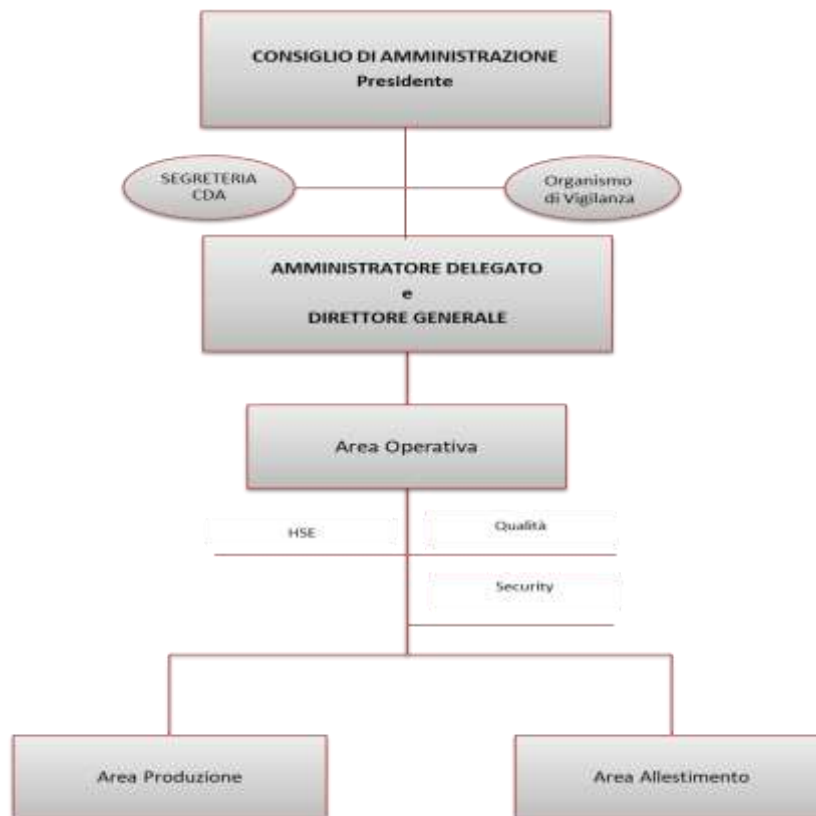 CONSIGLIO DI AMMINISTRAZIONE
Presidente
SEGRETERIA
CDA
Organismo
di Vigilanza
AMMINISTRATORE DELEGATO
e
DIRETTORE GENERALE
Area Operativa
HSE
Qualità
Security
Area Produzione
Area Allestimento